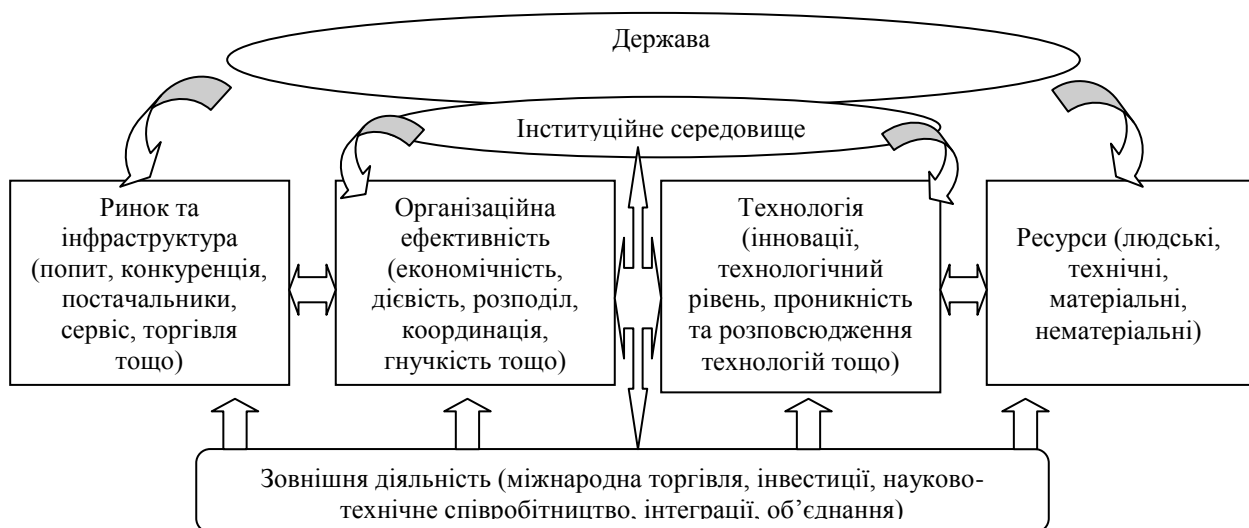 Держава
Інституційне середовище
Ринок та
інфраструктура
(попит, конкуренція,
постачальники,
сервіс, торгівля
тощо)
Організаційна
ефективність
(економічність,
дієвість, розподіл,
координація,
гнучкість тощо)
Технологія
(інновації,
технологічний
рівень, проникність
та розповсюдження
технологій тощо)
Ресурси (людські,
технічні,
матеріальні,
нематеріальні)
Зовнішня діяльність (міжнародна торгівля, інвестиції, науково-
технічне співробітництво, інтеграції, об’єднання)